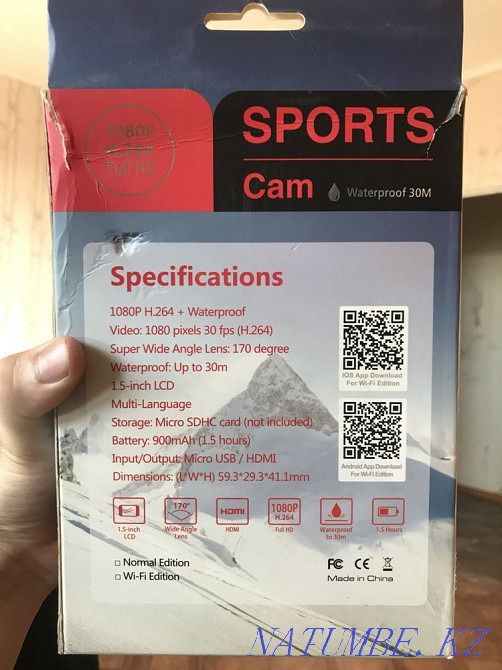 1080P
H.264
Full HD
SPORTS
Cam Waterproof 30M
Specifications
1080P H.264 + Waterproof
Video: 1080 pixels 30 fps (H.264)
Super Wide Angle Lens: 170 degree
Waterproof: Up to 30m
1.5-inch LCD
Multi-Language
Storage: Micro SDHC card (not included)
Battery: 900mAh (1.5 hours)
Input/Output: Micro USB / HDMI
Dimensions: (L*W*H) 59.3*29.3*41.1mm
iOS App Download
For Wi-Fi Edition
Android App Download
For Wi-Fi Edition
1.5-inch
LCD
170°
Wide Angle
Lens
HDMI
HDMI
1080P
H.264
Full HD
Waterproof
to 30m
1.5 Hours
□ Normal Edition
□ Wi-Fi Edition
FC CE
Made in China
NATUMBE.KZ